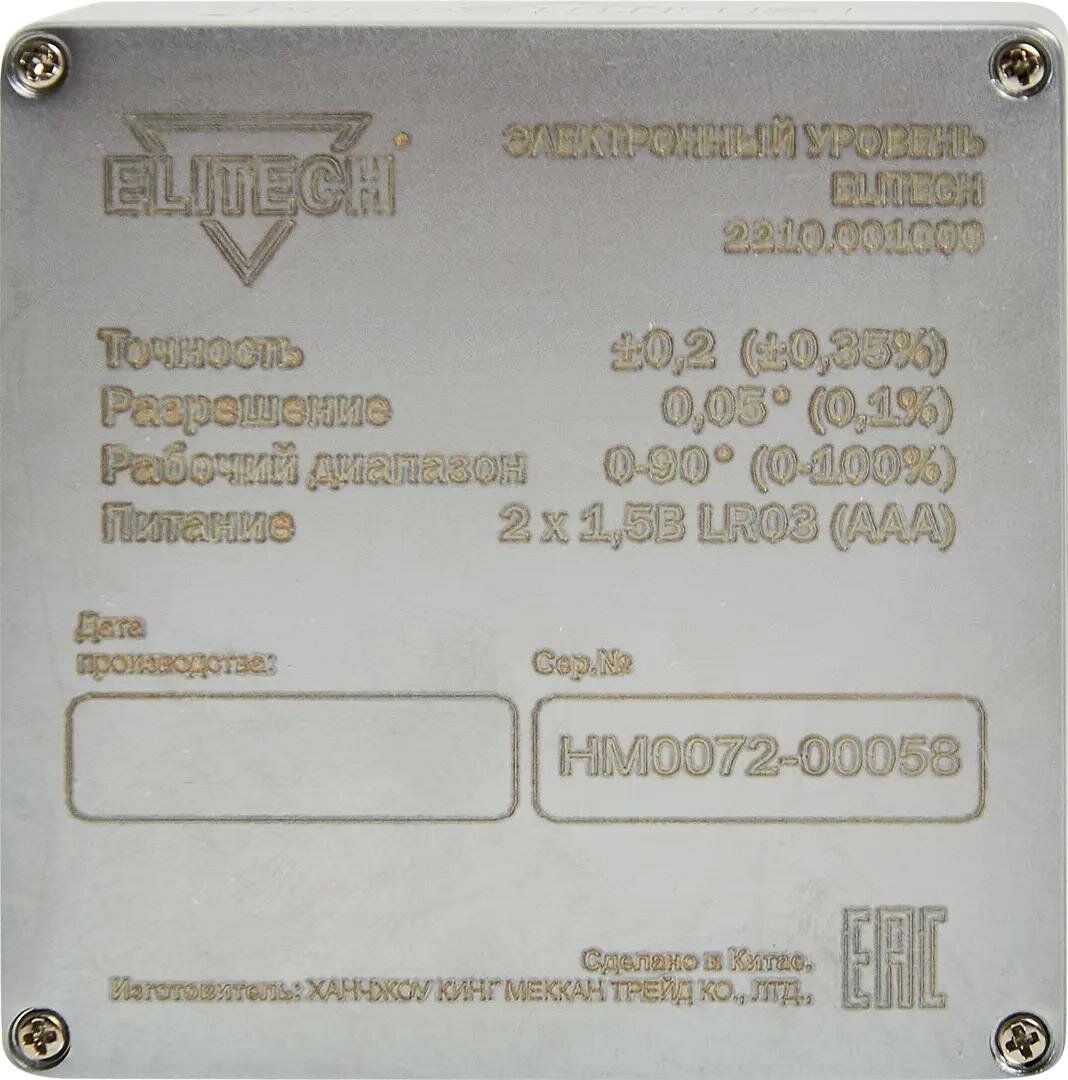 ELITECH
ЭЛЕКТРОННЫЙ УРОВЕНЬ
ELITECH
2210.001000
Точность ±0,2 (±0,35%)
Разрешение 0,05° (0,1%)
Рабочий диапазон 0-90° (0-100%)
Питание 2 x 1,5В LR03 (AAA)
Дата
производства:
Сер.№
HM0072-00058
Сделано в Китае.
Изготовитель: ХАНЧЖОУ КИНГ МЕККАН ТРЕЙД КО., ЛТД.,
EAC